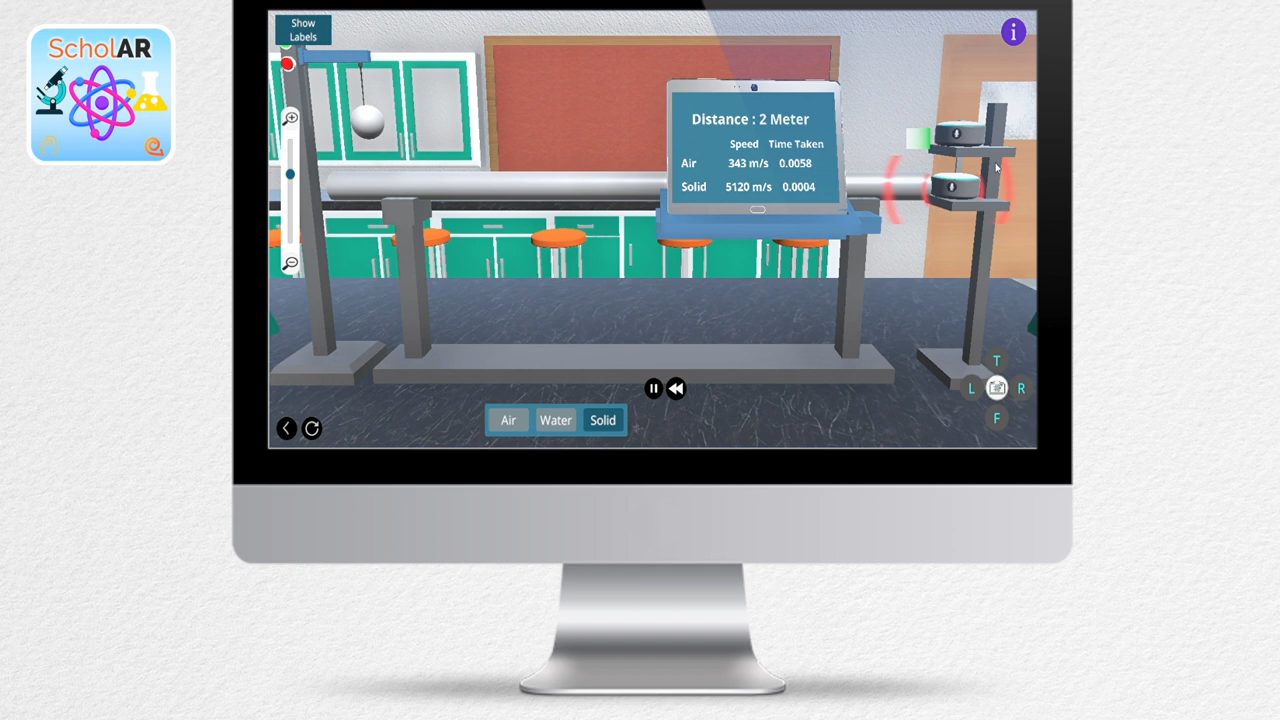 ScholAR
Show
Labels
i
Distance : 2 Meter
Speed Time Taken
Air 343 m/s 0.0058
Solid 5120 m/s 0.0004
T
L R
F
Air Water Solid